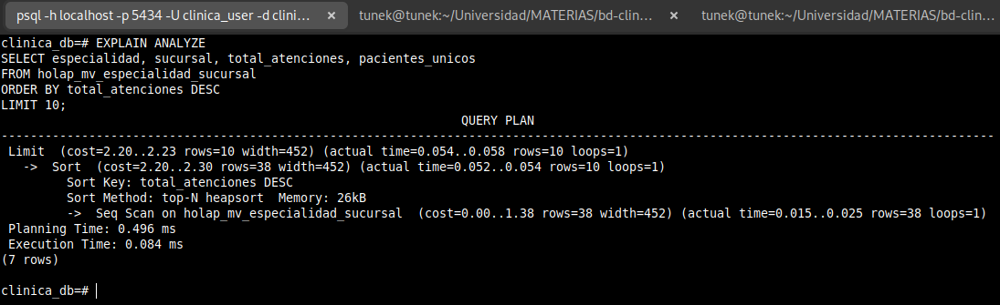 psql -h localhost -p 5434 -U clinica_user -d clini... × tunek@tunek:~/Universidad/MATERIAS/bd-clin... × tunek@tunek:~/Universidad/MATERIAS/bd-clin...
clinica_db=# EXPLAIN ANALYZE
SELECT especialidad, sucursal, total_atenciones, pacientes_unicos
FROM holap_mv_especialidad_sucursal
ORDER BY total_atenciones DESC
LIMIT 10;
QUERY PLAN
-----------------------------------------------------------------------------------------------------------------------------------------
Limit  (cost=2.20..2.23 rows=10 width=452) (actual time=0.054..0.058 rows=10 loops=1)
  ->  Sort  (cost=2.20..2.30 rows=38 width=452) (actual time=0.052..0.054 rows=10 loops=1)
        Sort Key: total_atenciones DESC
        Sort Method: top-N heapsort  Memory: 26kB
        ->  Seq Scan on holap_mv_especialidad_sucursal  (cost=0.00..1.38 rows=38 width=452) (actual time=0.015..0.025 rows=38 loops=1)
Planning Time: 0.496 ms
Execution Time: 0.084 ms
(7 rows)
clinica_db=#